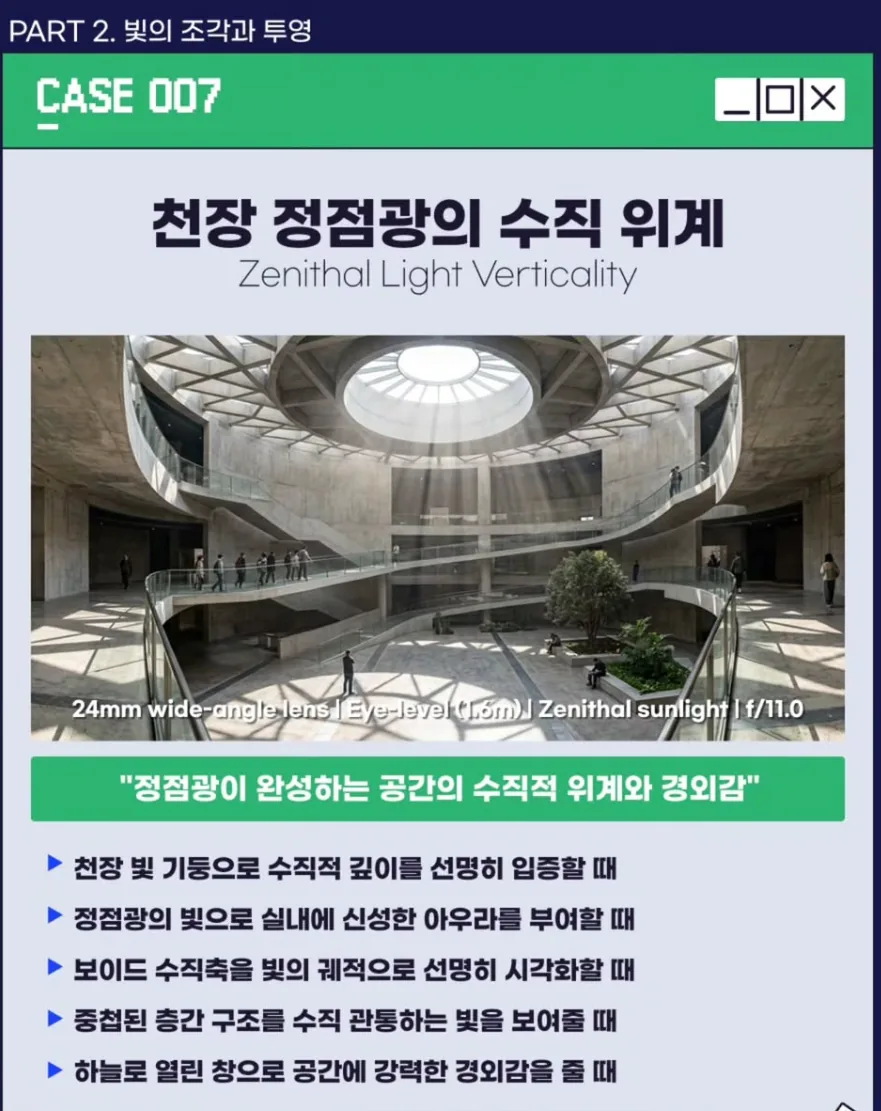 PART 2. 빛의 조각과 투영
CASE 007
천장 정점광의 수직 위계
Zenithal Light Verticality
24mm wide-angle lens | Eye-level (1.6m) | Zenithal sunlight | f/11.0
"정점광이 완성하는 공간의 수직적 위계와 경외감"
▶ 천장 빛 기둥으로 수직적 깊이를 선명히 입증할 때
▶ 정점광의 빛으로 실내에 신성한 아우라를 부여할 때
▶ 보이드 수직축을 빛의 궤적으로 선명히 시각화할 때
▶ 중첩된 층간 구조를 수직 관통하는 빛을 보여줄 때
▶ 하늘로 열린 창으로 공간에 강력한 경외감을 줄 때